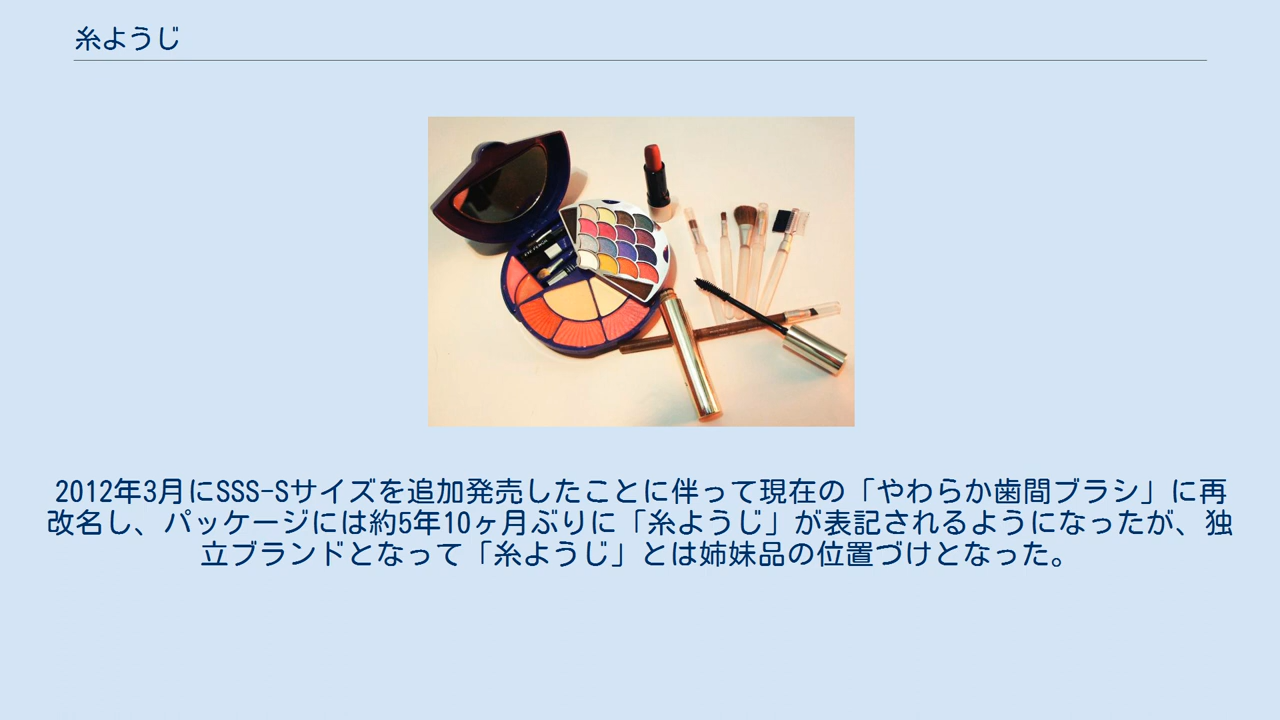 糸ようじ
2012年3月にSSS-Sサイズを追加発売したことに伴って現在の「やわらか歯間ブラシ」に再
改名し、パッケージには約5年10ヶ月ぶりに「糸ようじ」が表記されるようになったが、独
立ブランドとなって「糸ようじ」とは姉妹品の位置づけとなった。